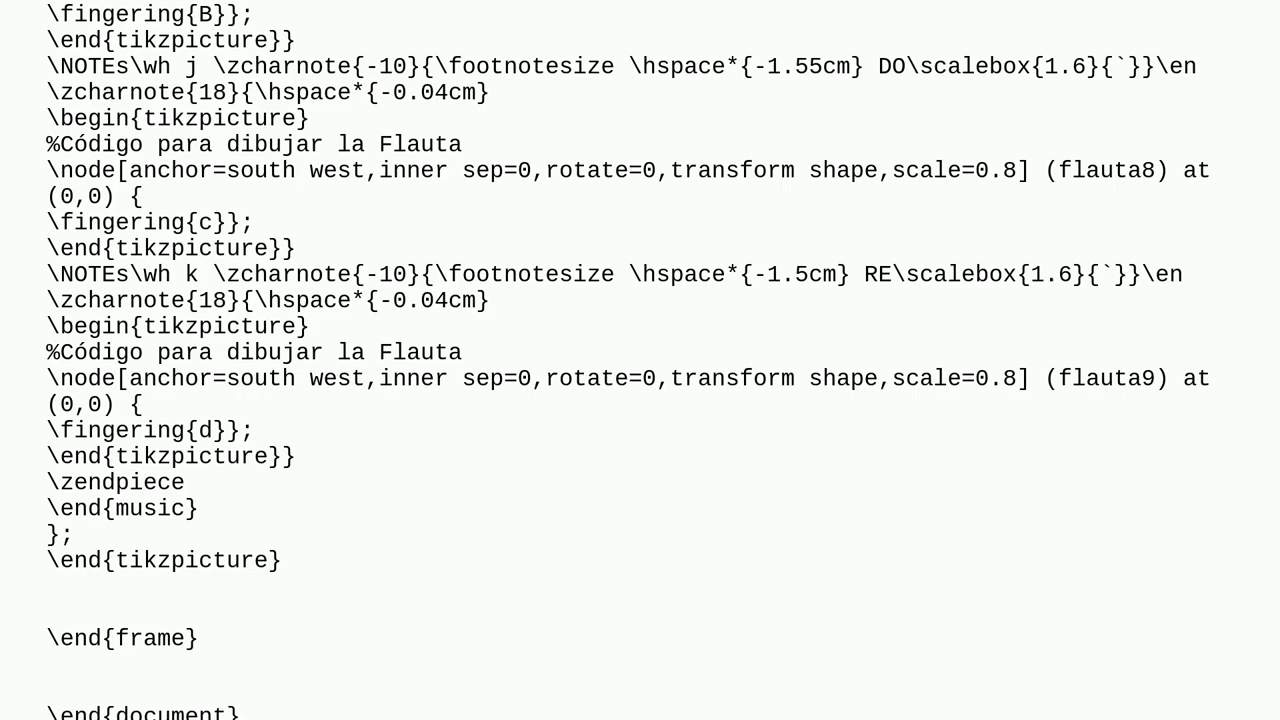 \fingering{B}};
\end{tikzpicture}}
\NOTEs\wh j \zcharnote{-10}{\footnotesize \hspace*{-1.55cm} DO\scalebox{1.6}{`}}\en
\zcharnote{18}{\hspace*{-0.04cm}
\begin{tikzpicture}
%Código para dibujar la Flauta
\node[anchor=south west,inner sep=0,rotate=0,transform shape,scale=0.8] (flauta8) at
(0,0) {
\fingering{c}};
\end{tikzpicture}}
\NOTEs\wh k \zcharnote{-10}{\footnotesize \hspace*{-1.5cm} RE\scalebox{1.6}{`}}\en
\zcharnote{18}{\hspace*{-0.04cm}
\begin{tikzpicture}
%Código para dibujar la Flauta
\node[anchor=south west,inner sep=0,rotate=0,transform shape,scale=0.8] (flauta9) at
(0,0) {
\fingering{d}};
\end{tikzpicture}}
\zendpiece
\end{music}
};
\end{tikzpicture}
\end{frame}
\end{document}